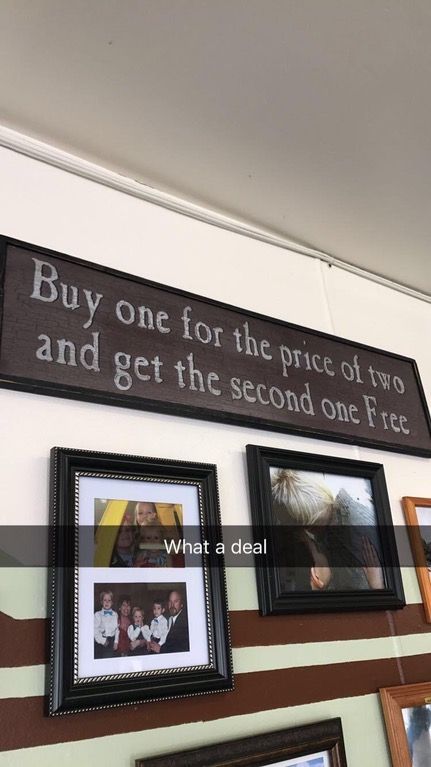 Buy one for the price of two
and get the second one Free
What a deal